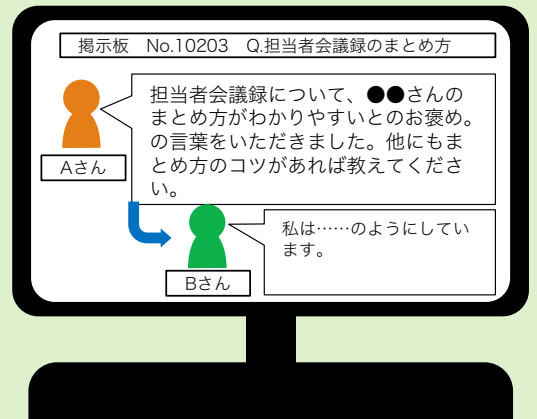 掲示板　No.10203　Q.担当者会議録のまとめ方
担当者会議録について、●●さんの
まとめ方がわかりやすいとのお褒め。
の言葉をいただきました。他にもま
とめ方のコツがあれば教えてくださ
い。
Aさん
私は……のようにしてい
ます。
Bさん